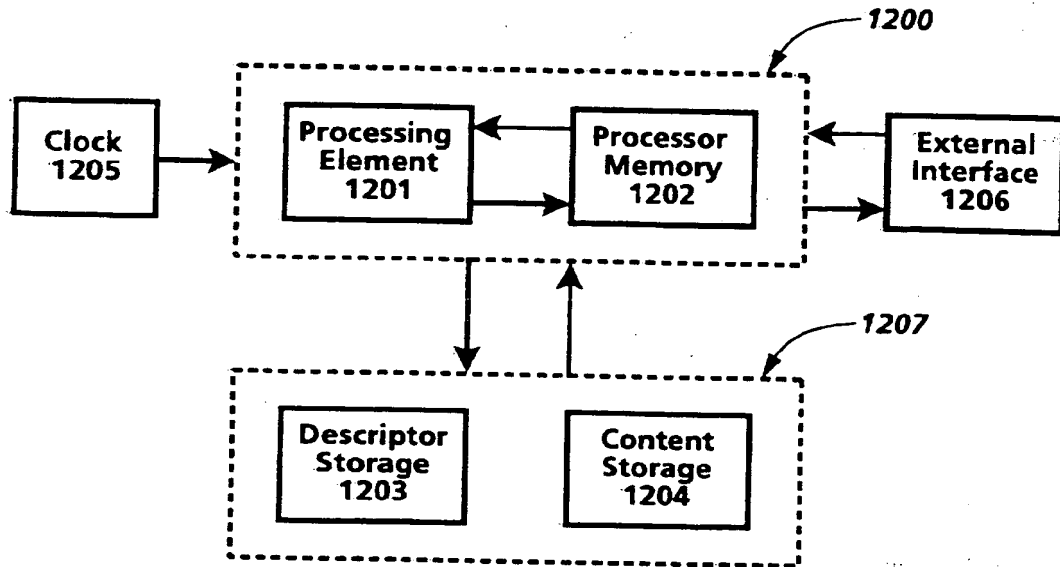 1200
Clock
1205
Processing
Element
1201
Processor
Memory
1202
External
Interface
1206
1207
Descriptor
Storage
1203
Content
Storage
1204